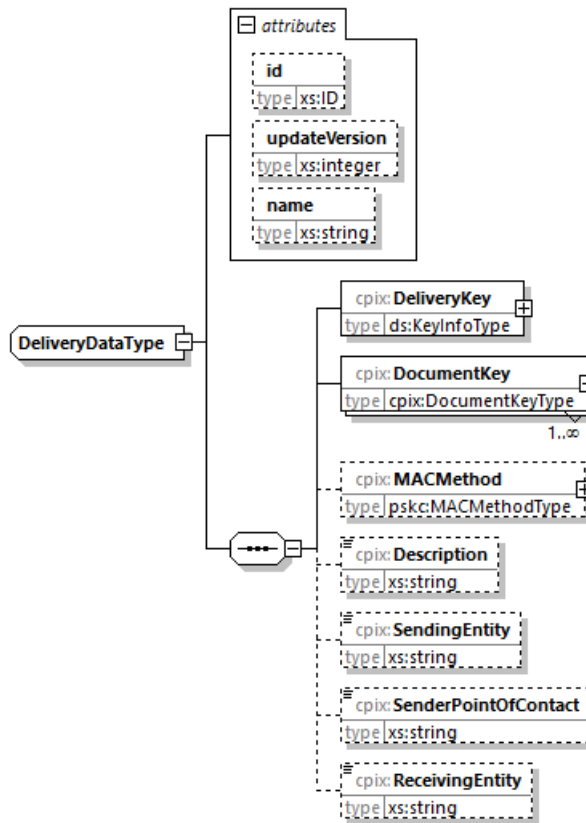 attributes
id
type xs:ID
updateVersion
type xs:integer
name
type xs:string
DeliveryDataType
cpix:DeliveryKey
type ds:KeyInfoType
cpix:DocumentKey
type cpix:DocumentKeyType
1..∞
cpix:MACMethod
type pskc:MACMethodType
cpix:Description
type xs:string
cpix:SendingEntity
type xs:string
cpix:SenderPointOfContact
type xs:string
cpix:ReceivingEntity
type xs:string